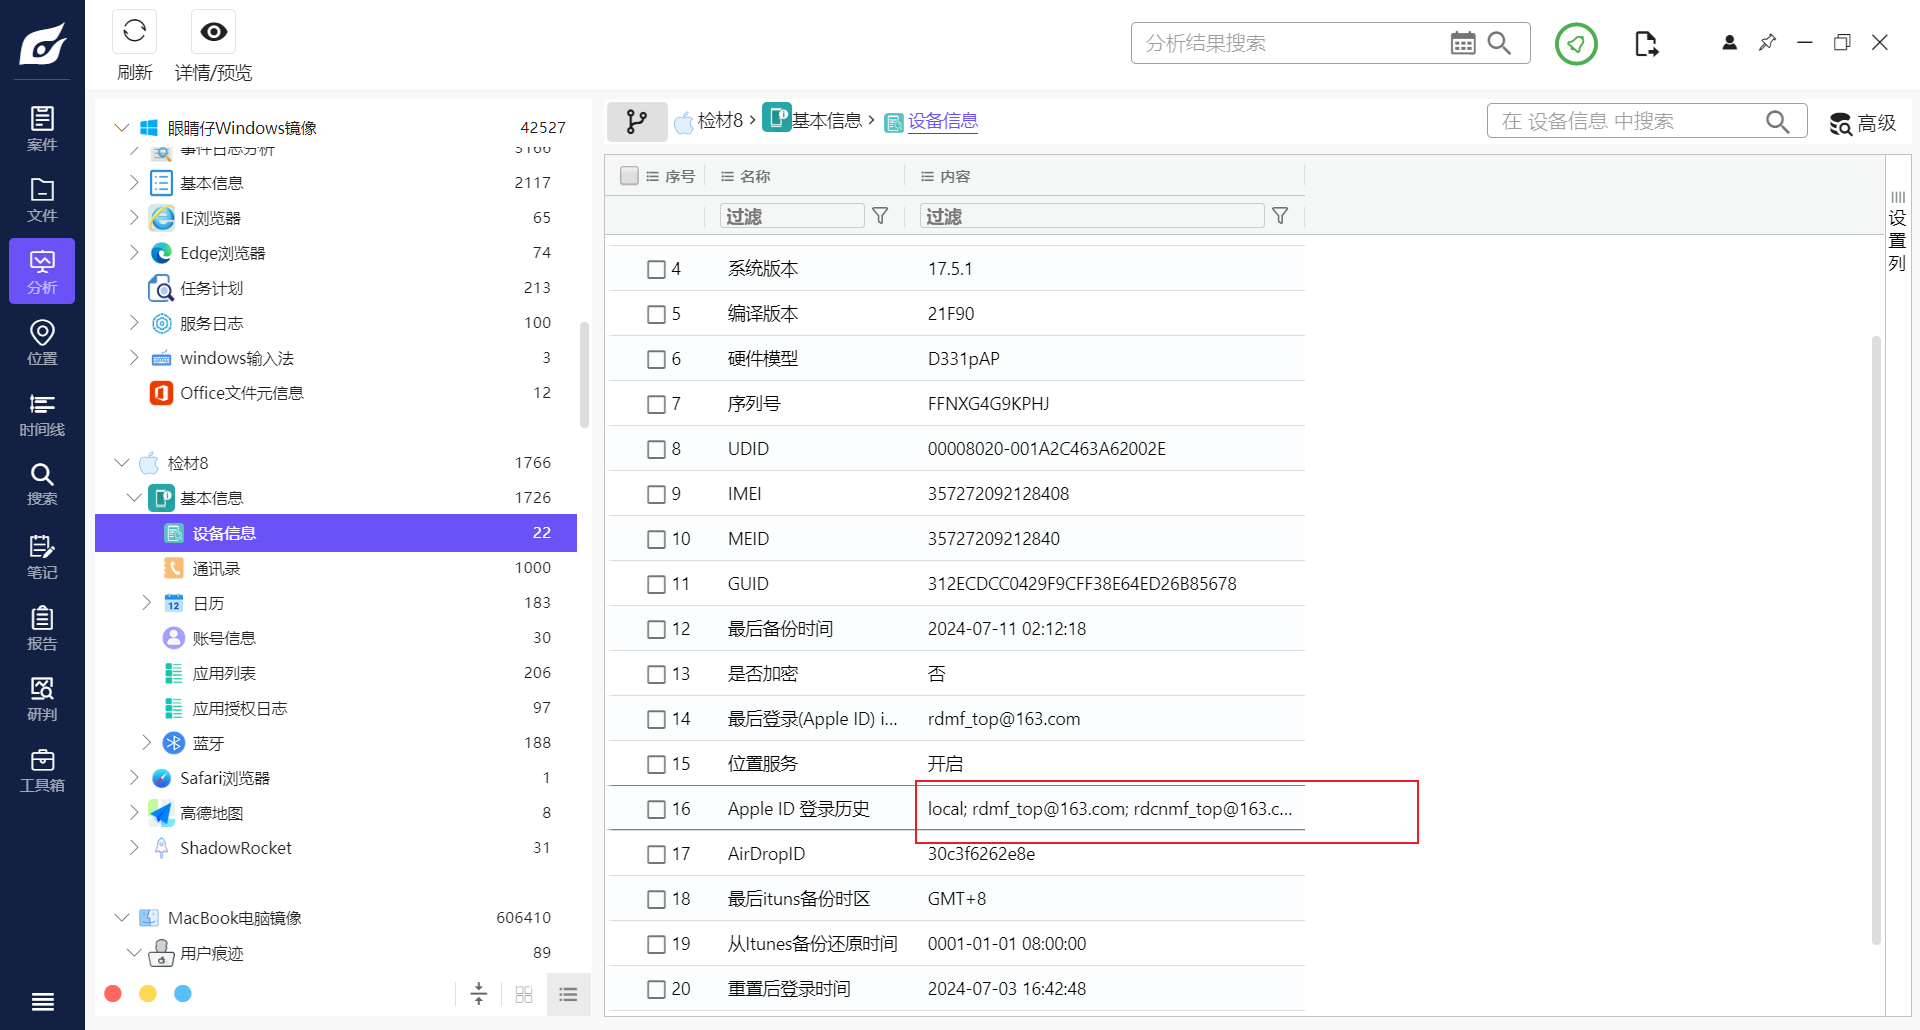 刷新
详情/预览
分析结果搜索
案件
文件
分析
位置
时间线
搜索
笔记
报告
研判
工具箱
眼睛仔Windows镜像 42527
事件日志分析 3166
基本信息 2117
IE浏览器 65
Edge浏览器 74
任务计划 213
服务日志 100
windows输入法 3
Office文件元信息 12
检材8 1766
基本信息 1726
设备信息 22
通讯录 1000
日历 183
账号信息 30
应用列表 206
应用授权日志 97
蓝牙 188
Safari浏览器 1
高德地图 8
ShadowRocket 31
MacBook电脑镜像 606410
用户痕迹 89
检材8 > 基本信息 > 设备信息
在 设备信息 中搜索
高级
序号 名称 内容
过滤 过滤
4 系统版本 17.5.1
5 编译版本 21F90
6 硬件模型 D331pAP
7 序列号 FFNXG4G9KPHJ
8 UDID 00008020-001A2C463A62002E
9 IMEI 357272092128408
10 MEID 35727209212840
11 GUID 312ECDCC0429F9CFF38E64ED26B85678
12 最后备份时间 2024-07-11 02:12:18
13 是否加密 否
14 最后登录(Apple ID) i... rdmf_top@163.com
15 位置服务 开启
16 Apple ID 登录历史 local; rdmf_top@163.com; rdcnmf_top@163.c...
17 AirDropID 30c3f6262e8e
18 最后ituns备份时区 GMT+8
19 从Itunes备份还原时间 0001-01-01 08:00:00
20 重置后登录时间 2024-07-03 16:42:48
设置列